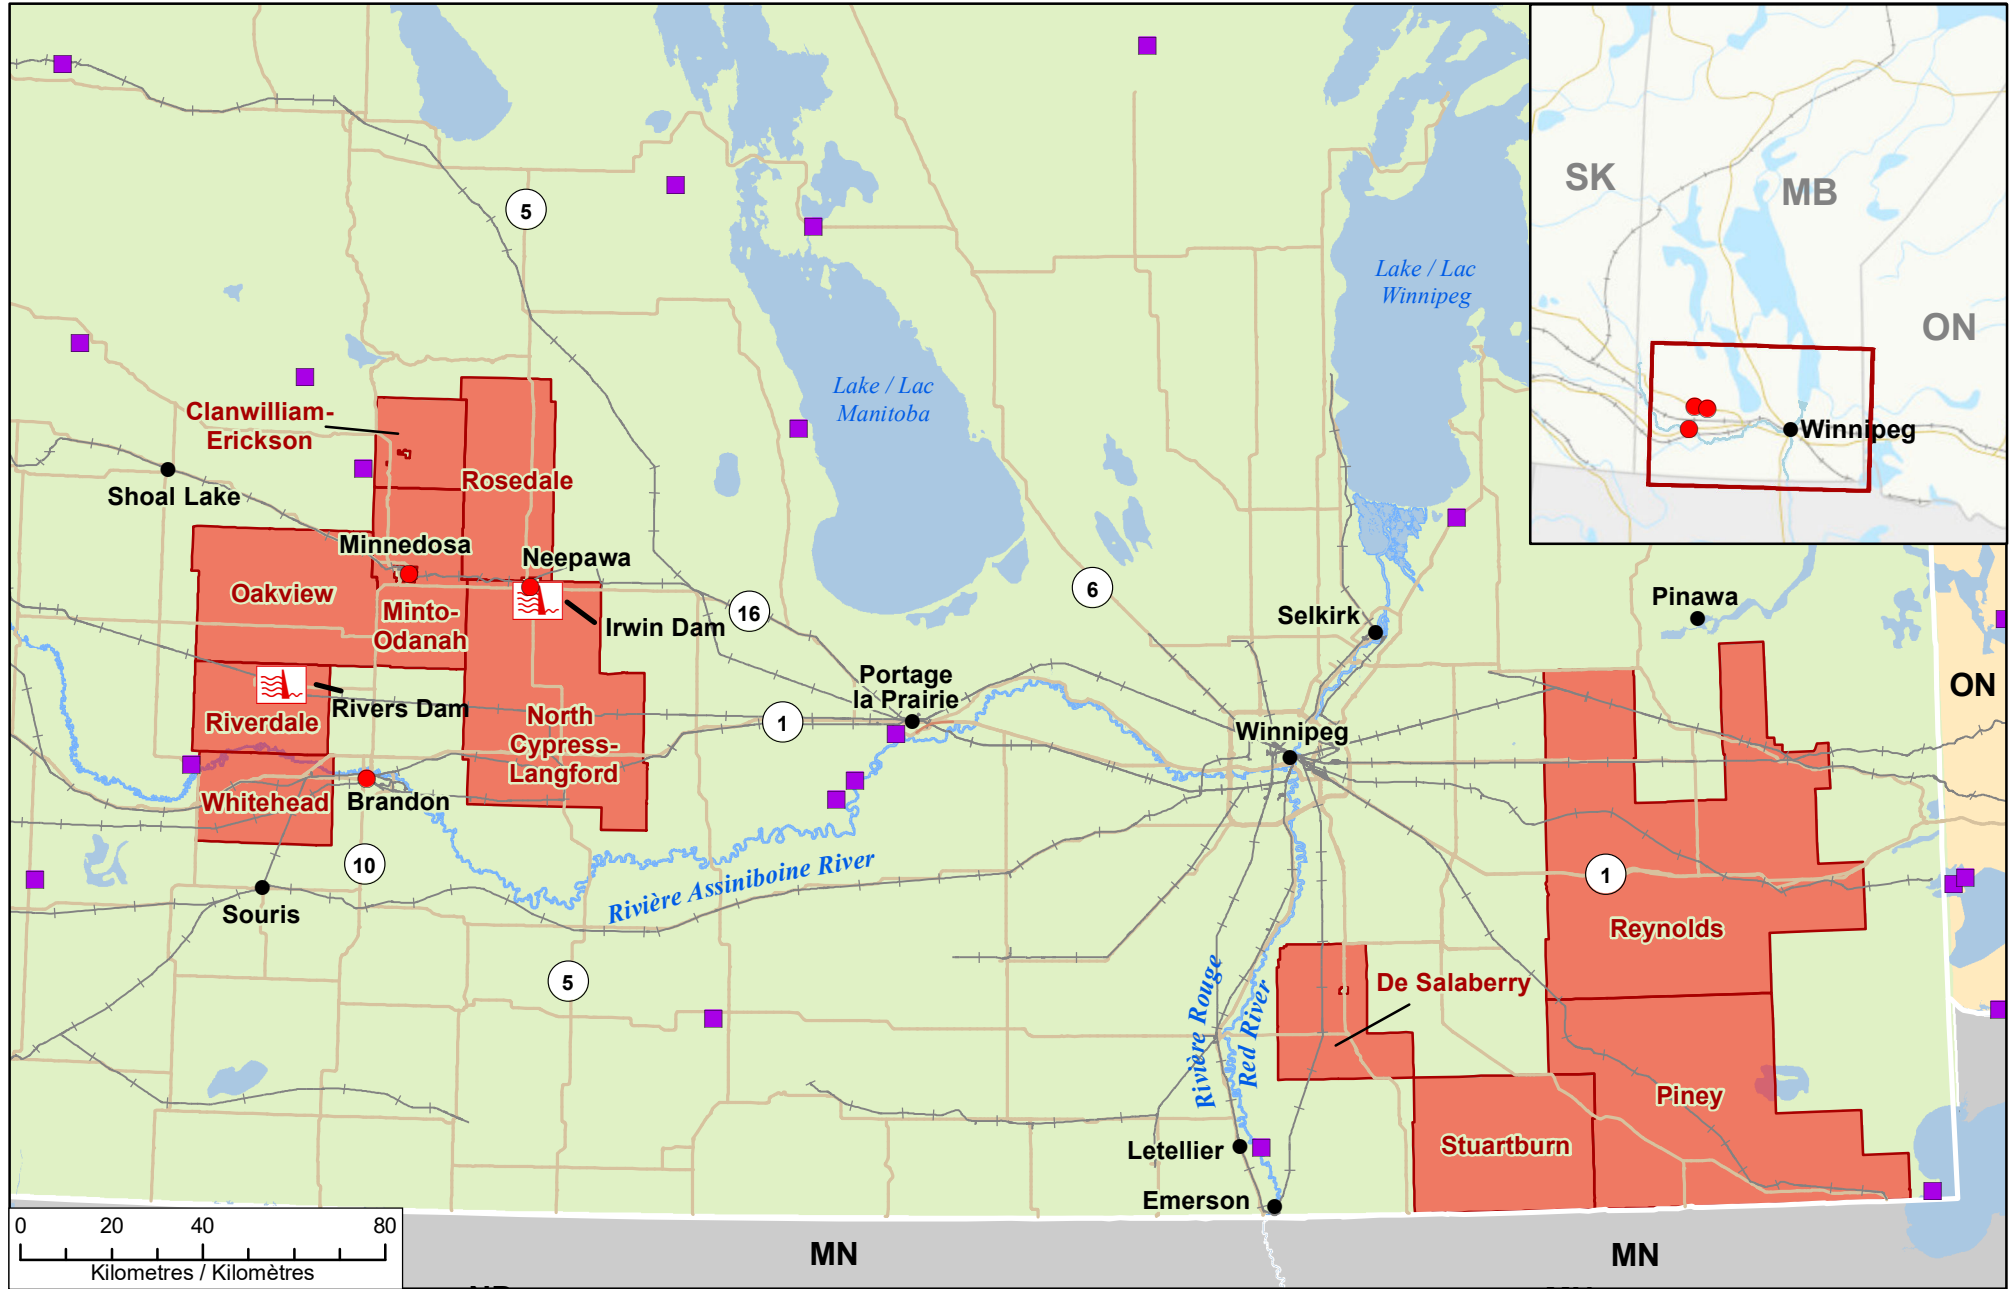 SK
MB
ON
Winnipeg
5
Lake / Lac
Winnipeg
Lake / Lac
Manitoba
Clanwilliam-
Erickson
Rosedale
Shoal Lake
Minnedosa
Neepawa
Oakview
Minto-
Odanah
Irwin Dam
16
6
Selkirk
Pinawa
Portage
la Prairie
ON
Rivers Dam
Riverdale
North
Cypress-
Langford
1
Winnipeg
Whitehead
Brandon
10
Rivière Assiniboine River
1
Souris
Reynolds
5
De Salaberry
Rivière Rouge
Red River
Piney
Stuartburn
Letellier
Emerson
0 20 40 80
Kilometres / Kilomètres
MN
MN